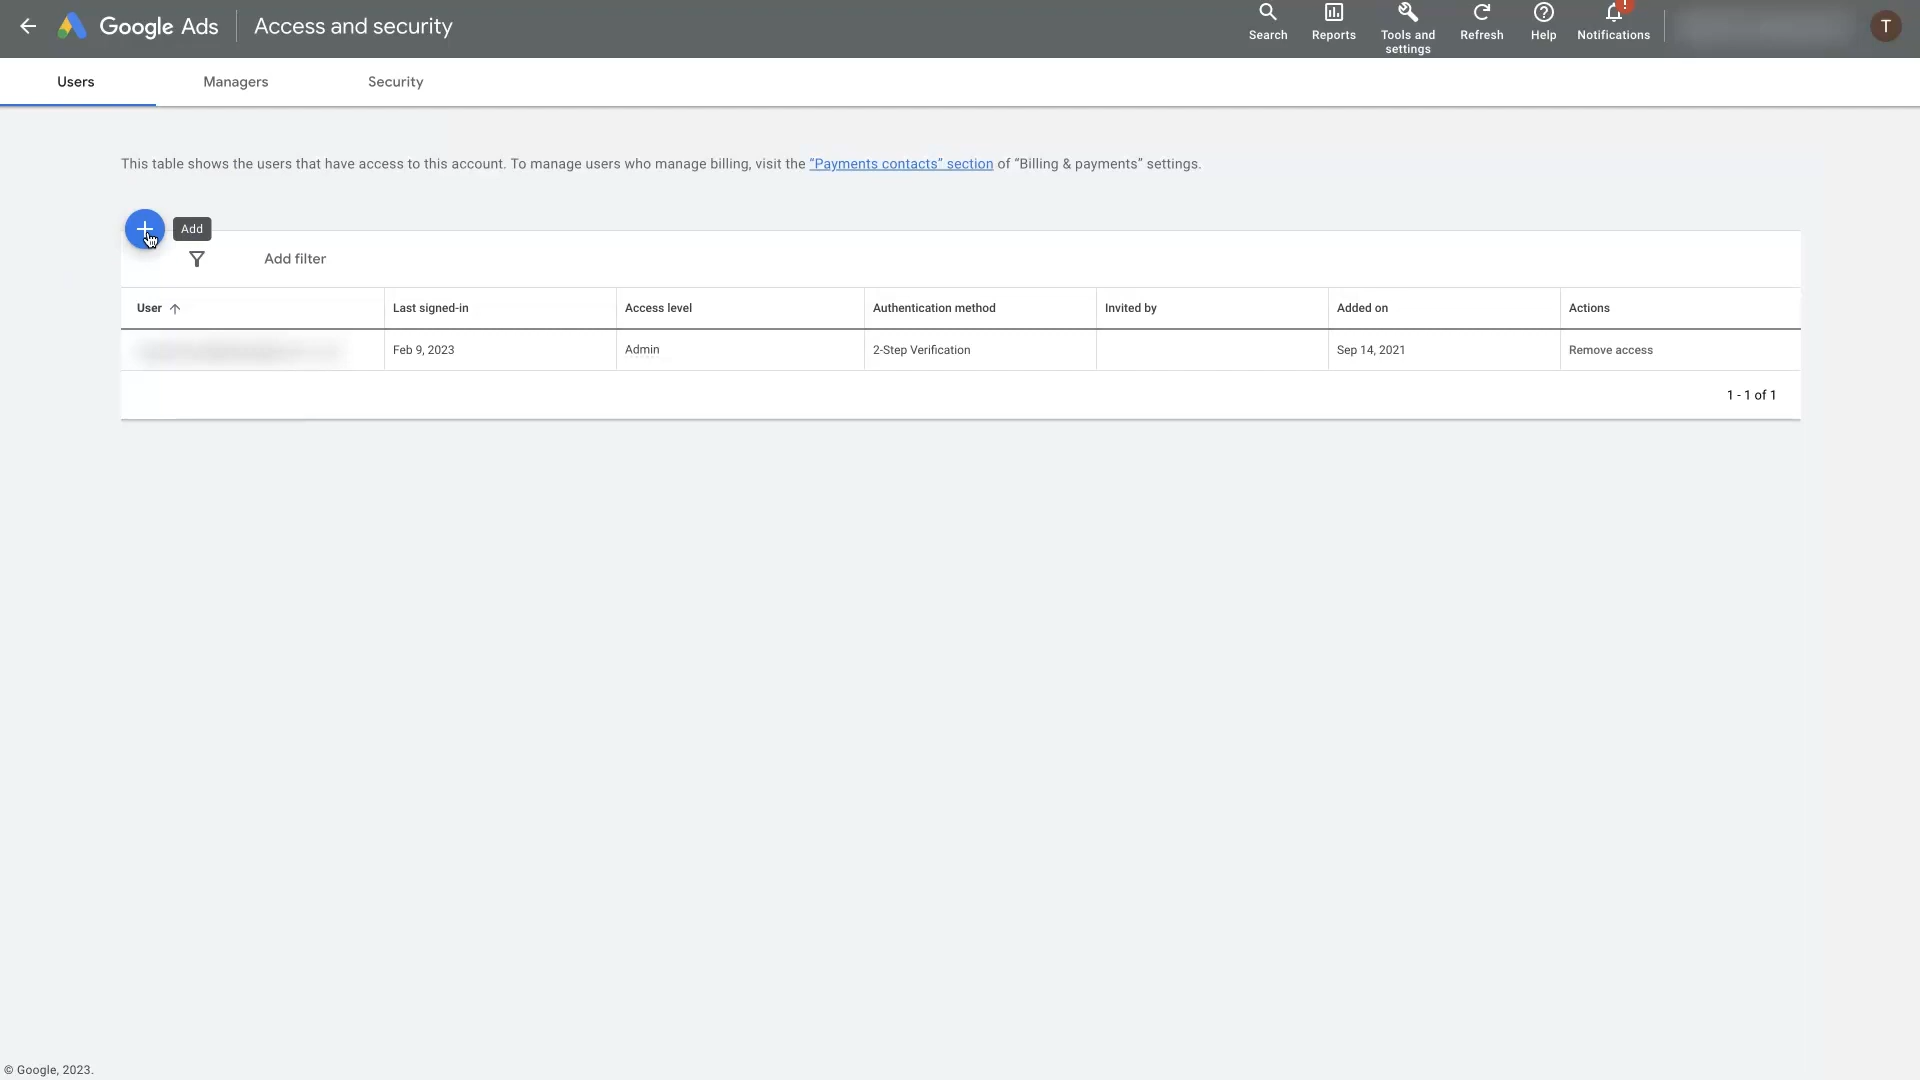 Google Ads
Access and security
Search
Reports
Tools and
settings
Refresh
Help
!
Notifications
T
Users
Managers
Security
This table shows the users that have access to this account. To manage users who manage billing, visit the “Payments contacts” section of “Billing & payments” settings.
Add
Add filter
User
Last signed-in
Access level
Authentication method
Invited by
Added on
Actions
Feb 9, 2023
Admin
2-Step Verification
Sep 14, 2021
Remove access
1 - 1 of 1
© Google, 2023.